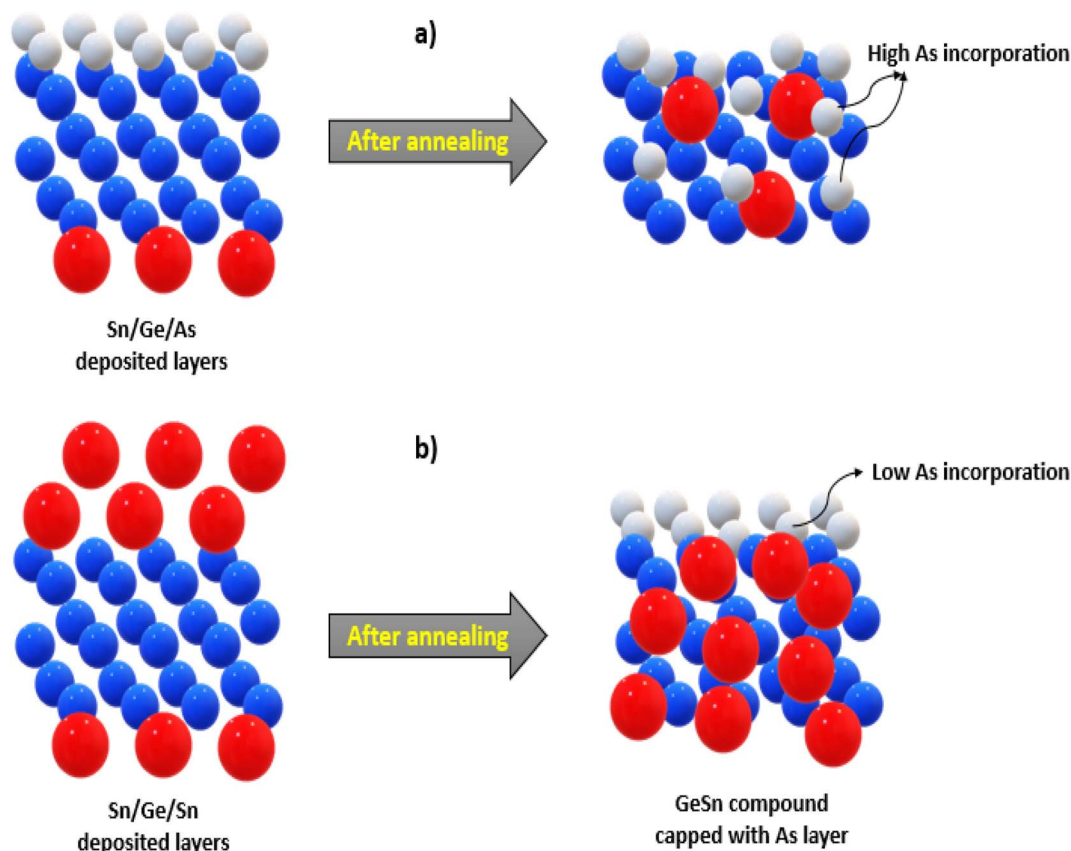 a)
After annealing
High As incorporation
Sn/Ge/As
deposited layers
b)
After annealing
Low As incorporation
Sn/Ge/Sn
deposited layers
GeSn compound
capped with As layer